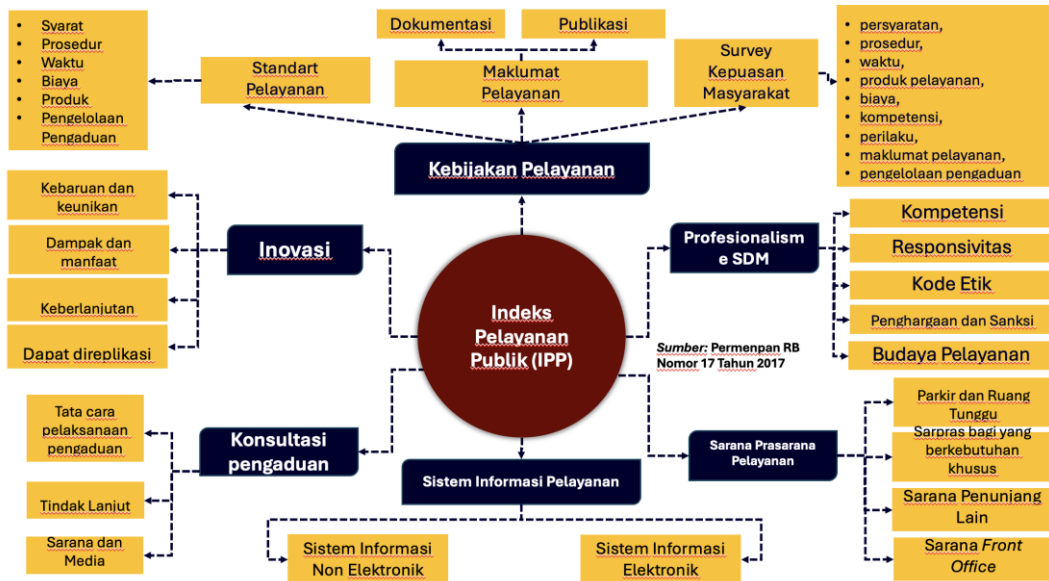 Dokumentasi
Publikasi
Syarat
Prosedur
Waktu
Biaya
Produk
Pengelolaan
Pengaduan
Standart
Pelayanan
Maklumat
Pelayanan
Survey
Kepuasan
Masyarakat
persyaratan,
prosedur,
waktu,
produk pelayanan,
biaya,
kompetensi,
perilaku,
maklumat pelayanan,
pengelolaan pengaduan
Kebijakan Pelayanan
Kebaruan dan
keunikan
Dampak dan
manfaat
Keberlanjutan
Dapat direplikasi
Inovasi
Profesionalism
e SDM
Kompetensi
Responsivitas
Kode Etik
Penghargaan dan Sanksi
Budaya Pelayanan
Indeks
Pelayanan
Publik (IPP)
Sumber: Permenpan RB
Nomor 17 Tahun 2017
Tata cara
pelaksanaan
pengaduan
Tindak Lanjut
Sarana dan
Media
Konsultasi
pengaduan
Sistem Informasi Pelayanan
Sistem Informasi
Non Elektronik
Sistem Informasi
Elektronik
Sarana Prasarana
Pelayanan
Parkir dan Ruang
Tunggu
Sarpras bagi yang
berkebutuhan
khusus
Sarana Penunjang
Lain
Sarana Front
Office